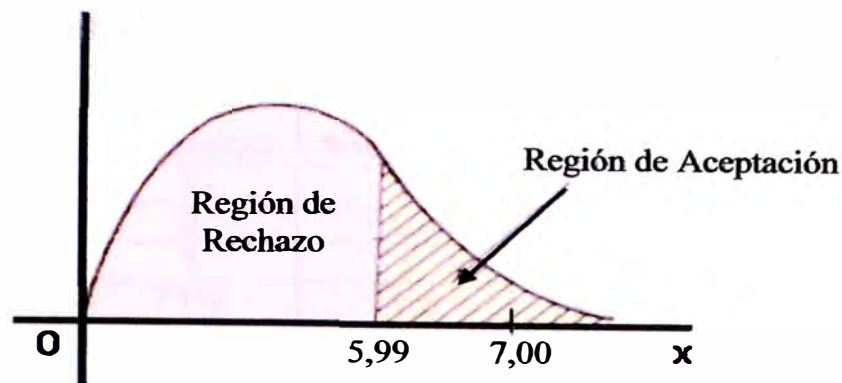 Región de Aceptación
Región de
Rechazo
O
5,99
7,00
x